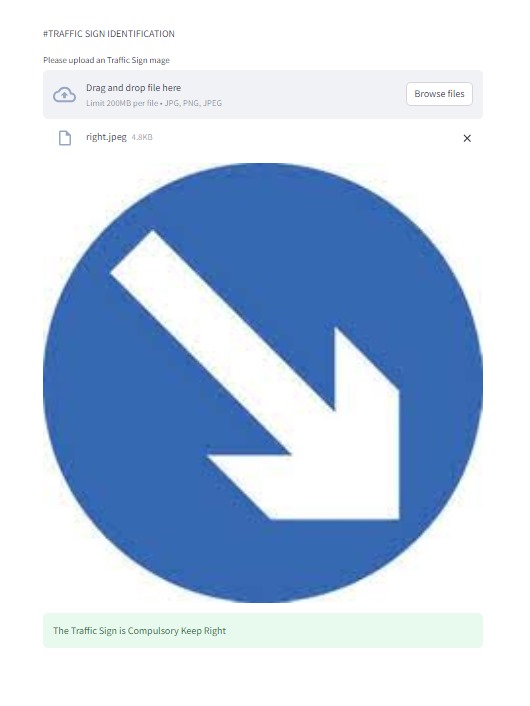 #TRAFFIC SIGN IDENTIFICATION
Please upload an Traffic Sign mage
Drag and drop file here
Limit 200MB per file • JPG, PNG, JPEG
Browse files
right.jpeg 4.8KB
The Traffic Sign is Compulsory Keep Right